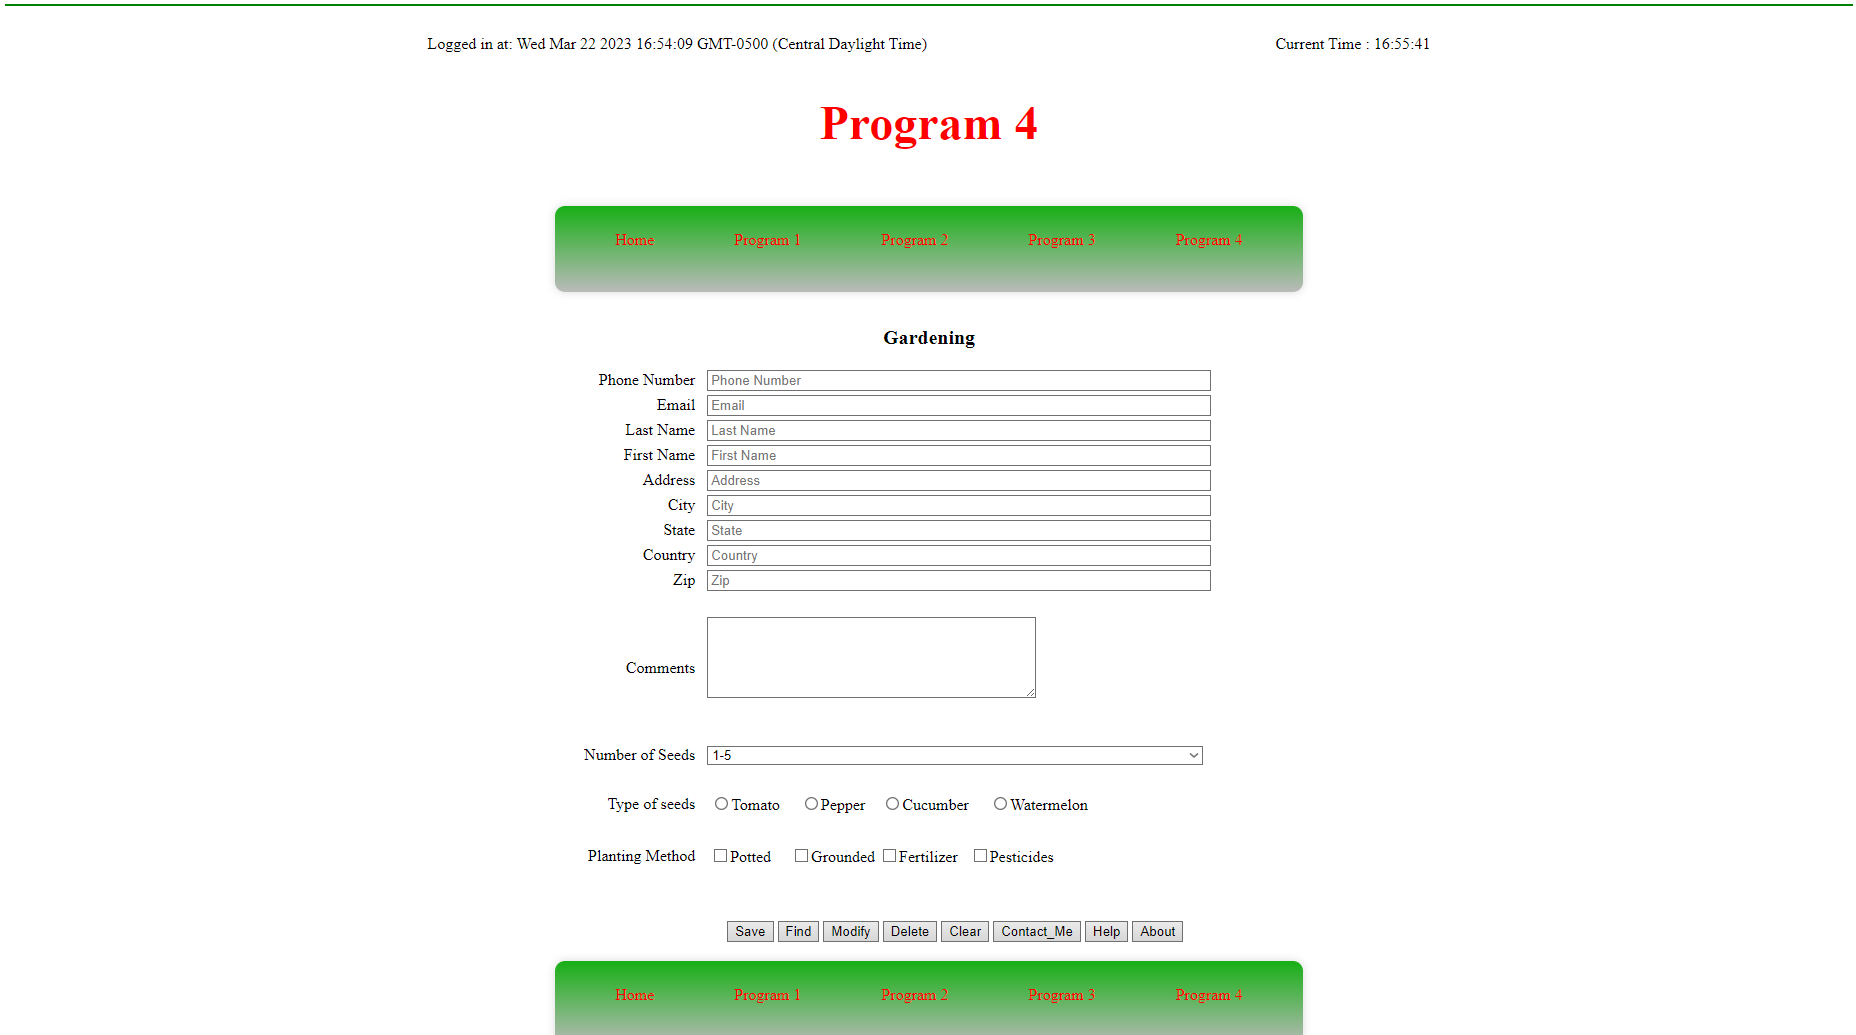 Logged in at: Wed Mar 22 2023 16:54:09 GMT-0500 (Central Daylight Time) Current Time : 16:55:41
Program 4
Home Program 1 Program 2 Program 3 Program 4
Gardening
Phone Number Phone Number
Email Email
Last Name Last Name
First Name First Name
Address Address
City City
State State
Country Country
Zip Zip
Comments
Number of Seeds 1-5
Type of seeds Tomato Pepper Cucumber Watermelon
Planting Method Potted Grounded Fertilizer Pesticides
Save Find Modify Delete Clear Contact_Me Help About
Home Program 1 Program 2 Program 3 Program 4